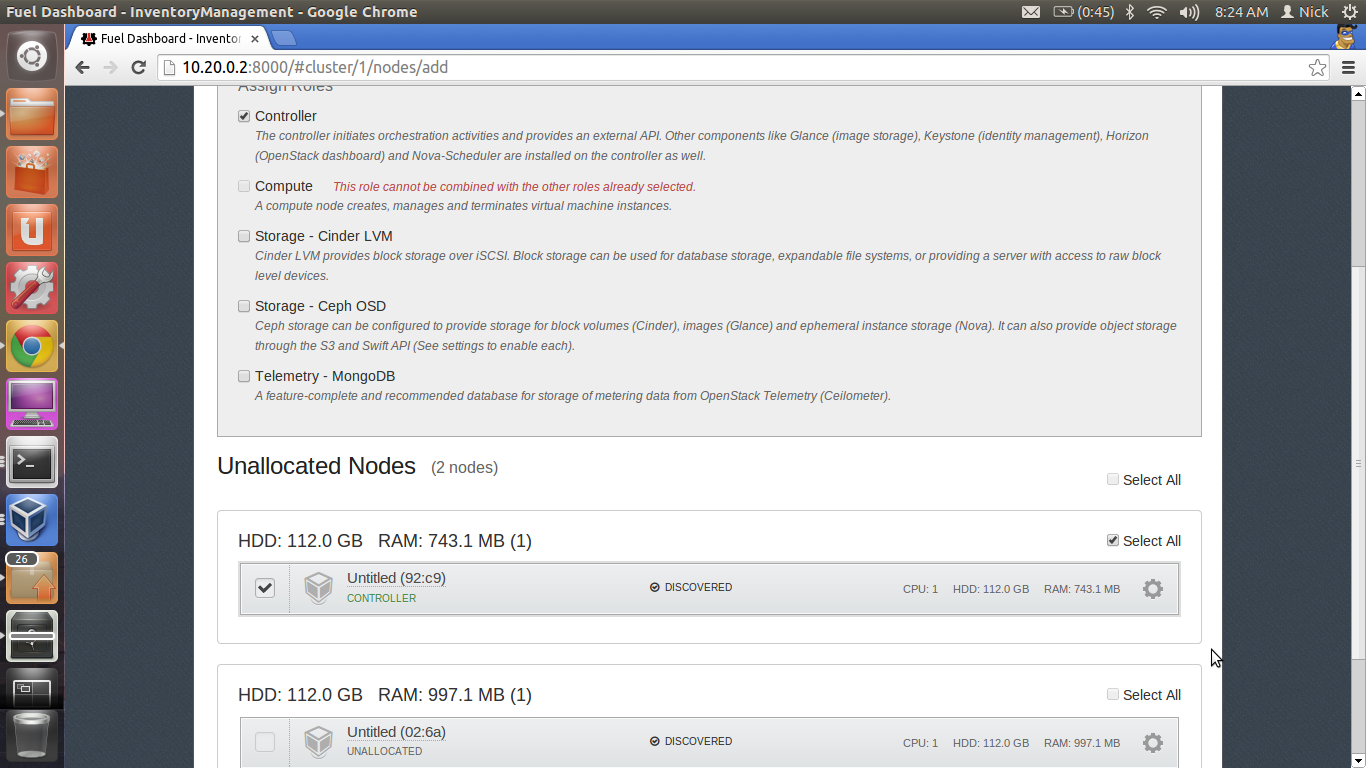 Fuel Dashboard - InventoryManagement - Google Chrome
(0:45) 8:24 AM Nick
Fuel Dashboard - Inventor
10.20.0.2:8000/#cluster/1/nodes/add
Assign Roles
Controller
The controller initiates orchestration activities and provides an external API. Other components like Glance (image storage), Keystone (identity management), Horizon
(OpenStack dashboard) and Nova-Scheduler are installed on the controller as well.
Compute This role cannot be combined with the other roles already selected.
A compute node creates, manages and terminates virtual machine instances.
Storage - Cinder LVM
Cinder LVM provides block storage over iSCSI. Block storage can be used for database storage, expandable file systems, or providing a server with access to raw block
level devices.
Storage - Ceph OSD
Ceph storage can be configured to provide storage for block volumes (Cinder), images (Glance) and ephemeral instance storage (Nova). It can also provide object storage
through the S3 and Swift API (See settings to enable each).
Telemetry - MongoDB
A feature-complete and recommended database for storage of metering data from OpenStack Telemetry (Ceilometer).
Unallocated Nodes (2 nodes)
Select All
HDD: 112.0 GB RAM: 743.1 MB (1)
Select All
Untitled (92:c9)
CONTROLLER
DISCOVERED
CPU: 1 HDD: 112.0 GB RAM: 743.1 MB
HDD: 112.0 GB RAM: 997.1 MB (1)
Select All
Untitled (02:6a)
UNALLOCATED
DISCOVERED
CPU: 1 HDD: 112.0 GB RAM: 997.1 MB
26